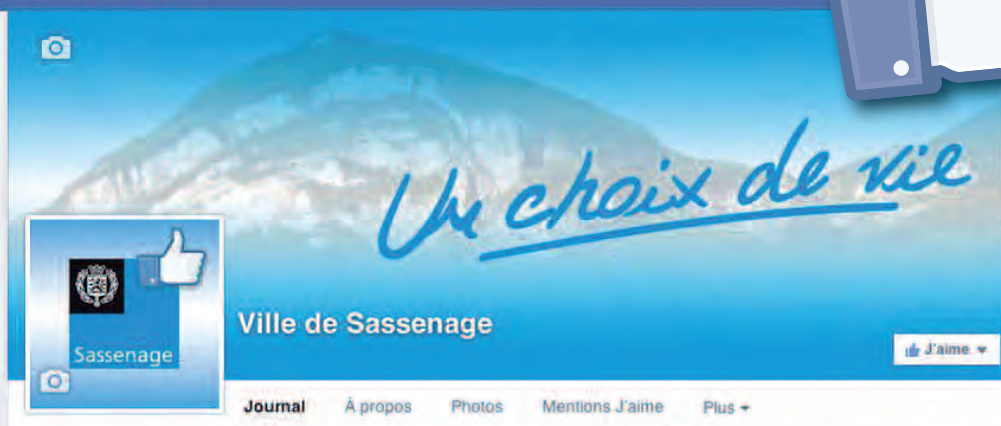 Un choix de vie
Sassenage
Ville de Sassenage
J'aime
Journal À propos Photos Mentions J'aime Plus